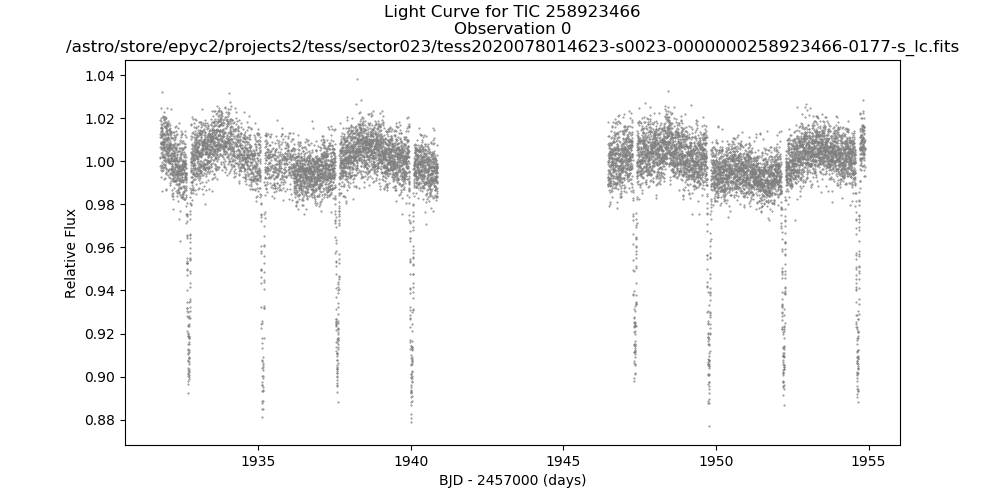 Light Curve for TIC 258923466
Observation 0
/astro/store/epyc2/projects2/tess/sector023/tess2020078014623-s0023-0000000258923466-0177-s_lc.fits
1.04
1.02
1.00
0.98
0.96
0.94
0.92
0.90
0.88
Relative Flux
1935
1940
1945
1950
1955
BJD - 2457000 (days)